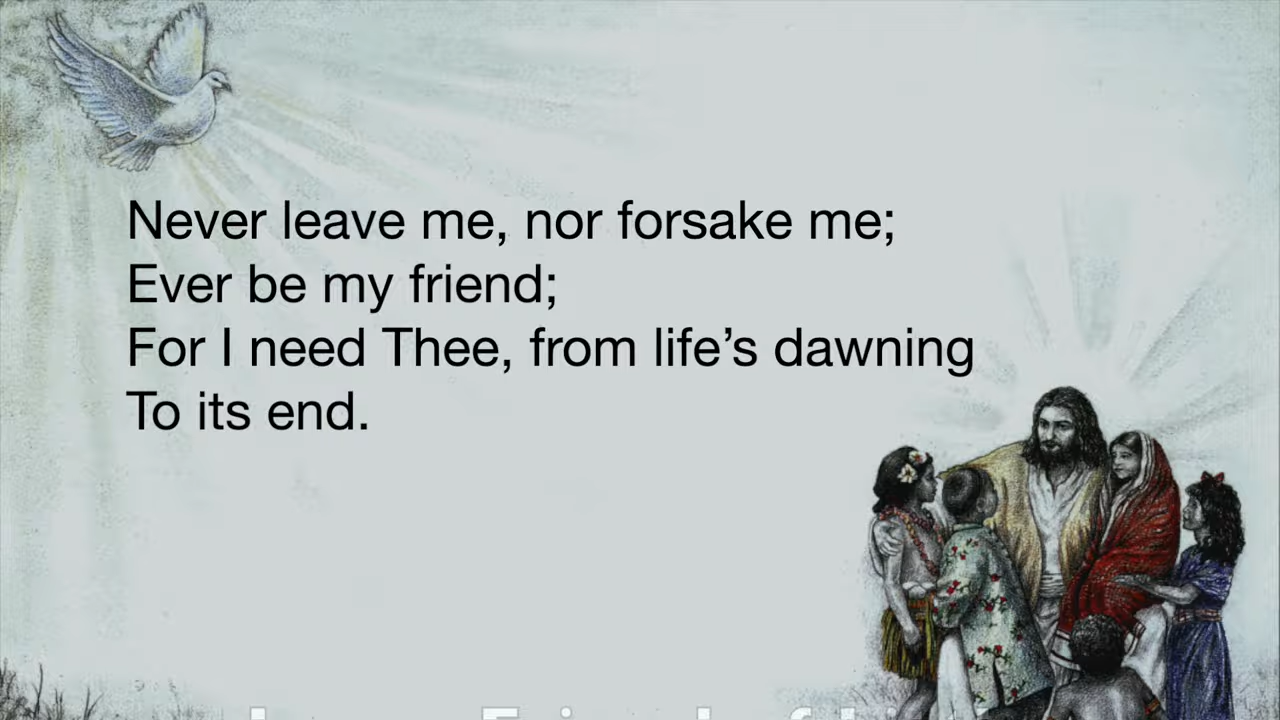 Never leave me, nor forsake me;
Ever be my friend;
For I need Thee, from life’s dawning
To its end.